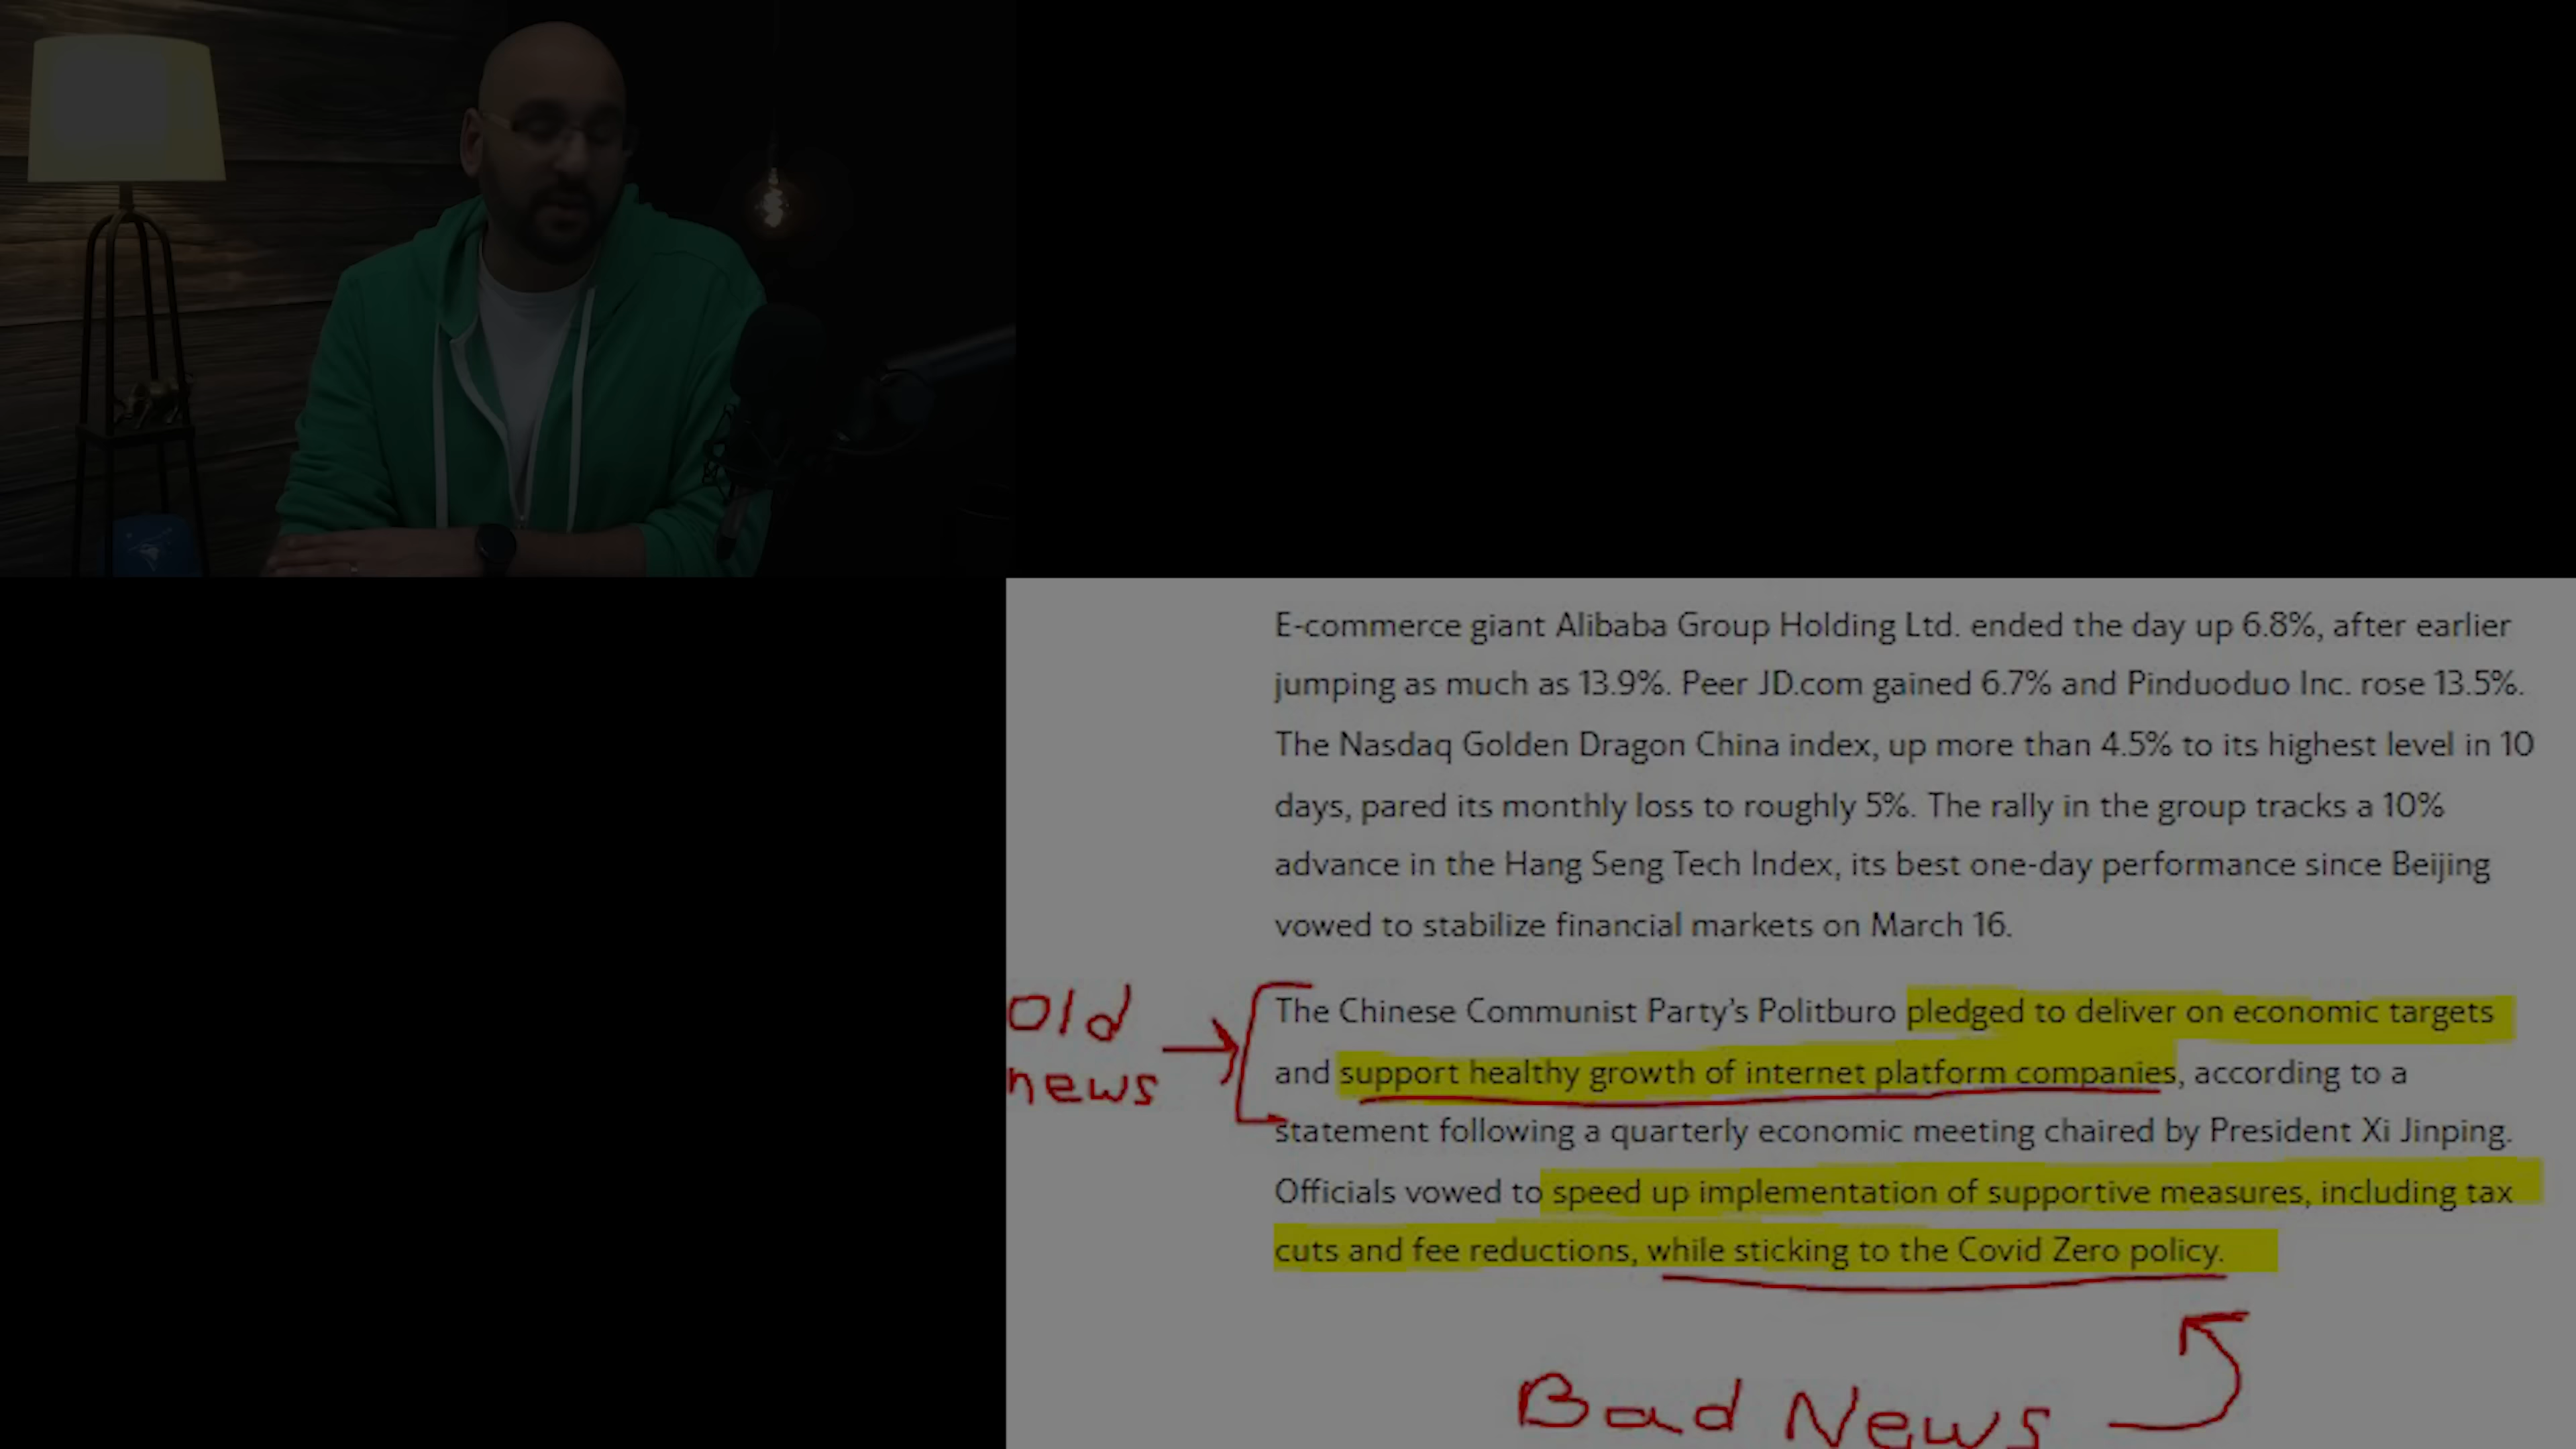 E-commerce giant Alibaba Group Holding Ltd. ended the day up 6.8%, after earlier
jumping as much as 13.9%. Peer JD.com gained 6.7% and Pinduoduo Inc. rose 13.5%.
The Nasdaq Golden Dragon China index, up more than 4.5% to its highest level in 10
days, pared its monthly loss to roughly 5%. The rally in the group tracks a 10%
advance in the Hang Seng Tech Index, its best one-day performance since Beijing
vowed to stabilize financial markets on March 16.
Old
news
The Chinese Communist Party’s Politburo pledged to deliver on economic targets
and support healthy growth of internet platform companies, according to a
statement following a quarterly economic meeting chaired by President Xi Jinping.
Officials vowed to speed up implementation of supportive measures, including tax
cuts and fee reductions, while sticking to the Covid Zero policy.
Bad News